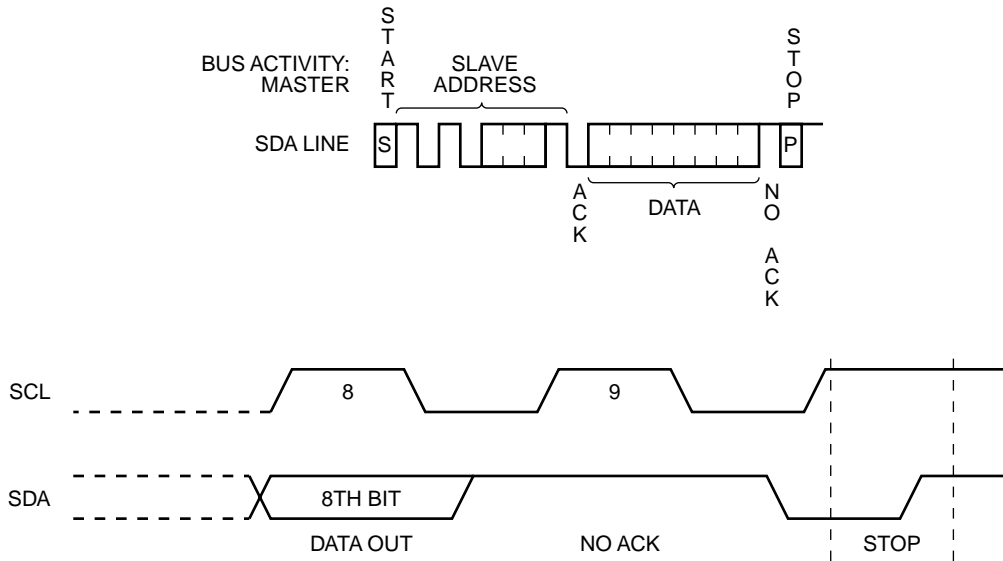 START
BUS ACTIVITY:
MASTER
SLAVE
ADDRESS
STOP
SDA LINE
S
P
ACK
DATA
NO ACK
SCL
8
9
SDA
8TH BIT
DATA OUT
NO ACK
STOP